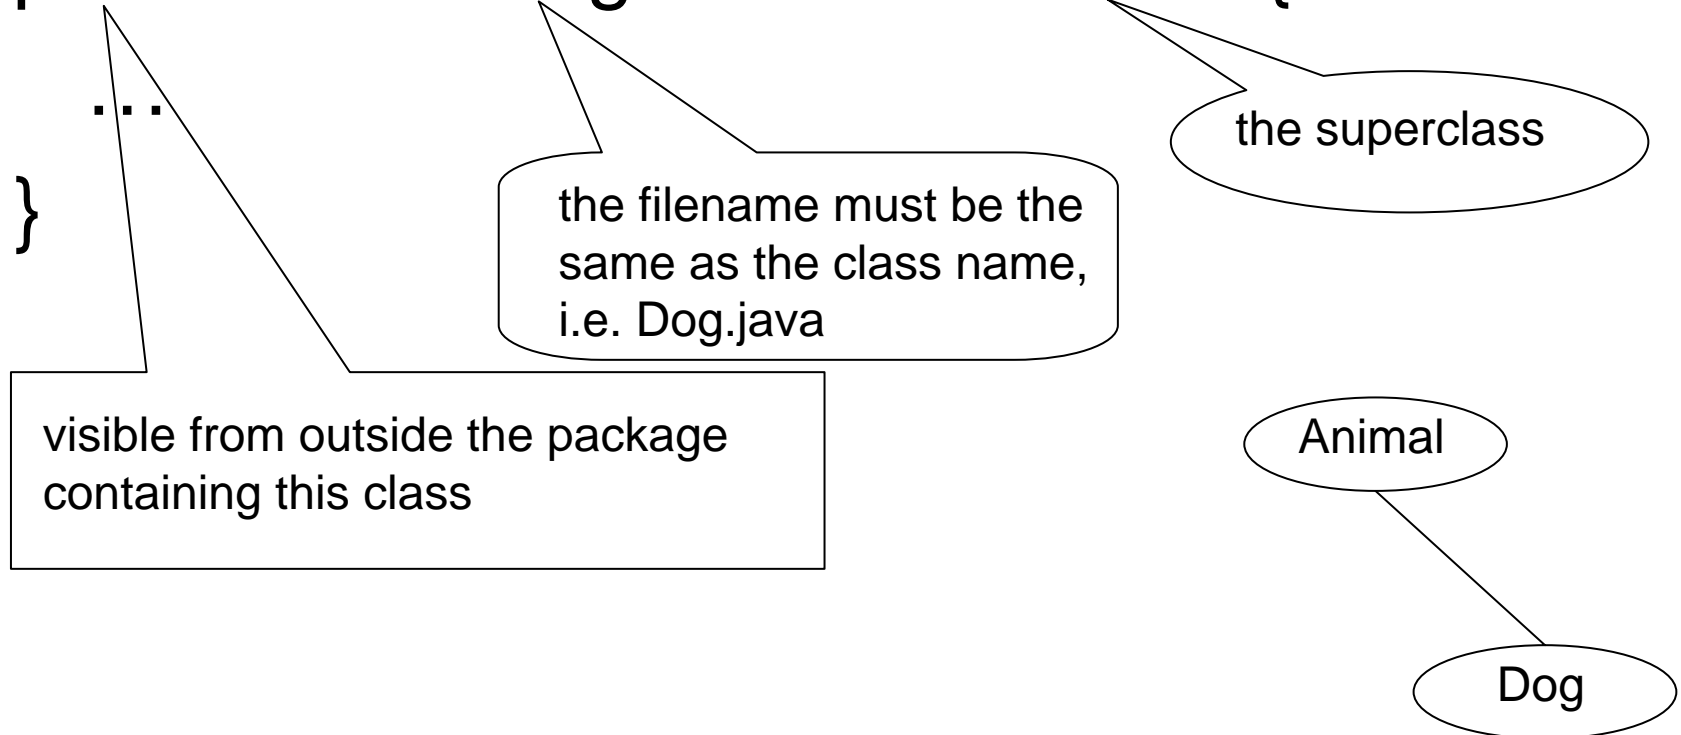 {
...
}
the superclass
the filename must be the
same as the class name,
i.e. Dog.java
visible from outside the package
containing this class
Animal
Dog